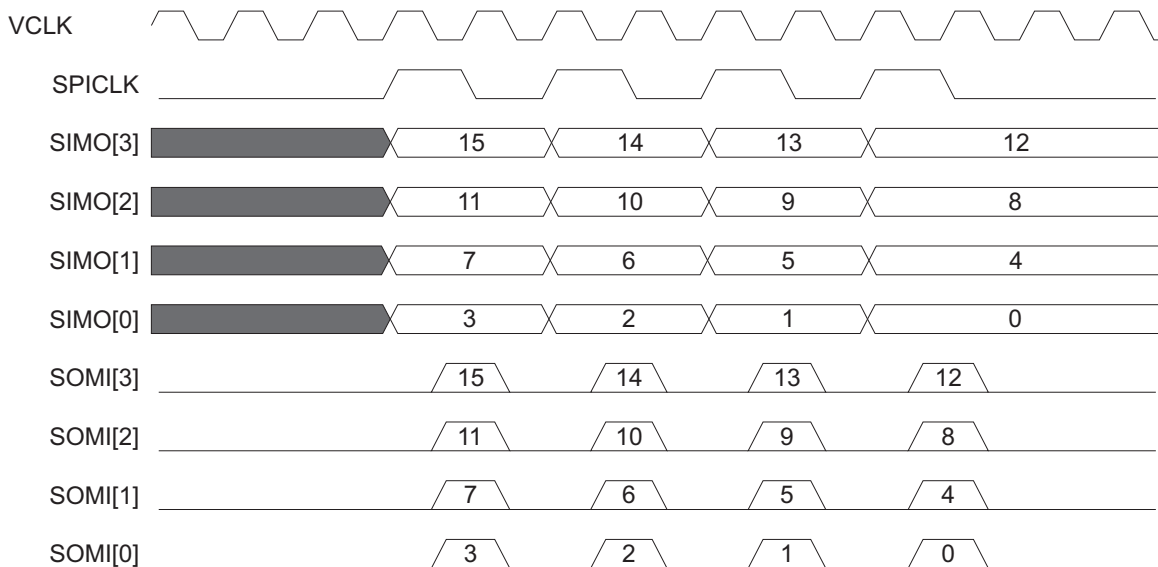 VCLK
SPICLK
SIMO[3] 15 14 13 12
SIMO[2] 11 10 9 8
SIMO[1] 7 6 5 4
SIMO[0] 3 2 1 0
SOMI[3] 15 14 13 12
SOMI[2] 11 10 9 8
SOMI[1] 7 6 5 4
SOMI[0] 3 2 1 0